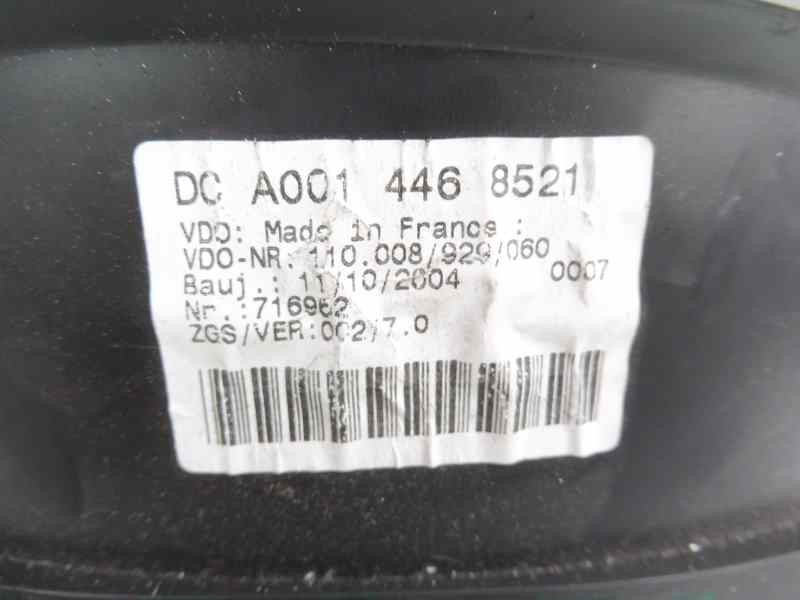 DC A001 446 8521
VDO: Made in France :
VDO-NR: 110.008/929/060
Bauj.: 11/10/2004 0007
Nr.:716962
ZGS/VER:002/7.0